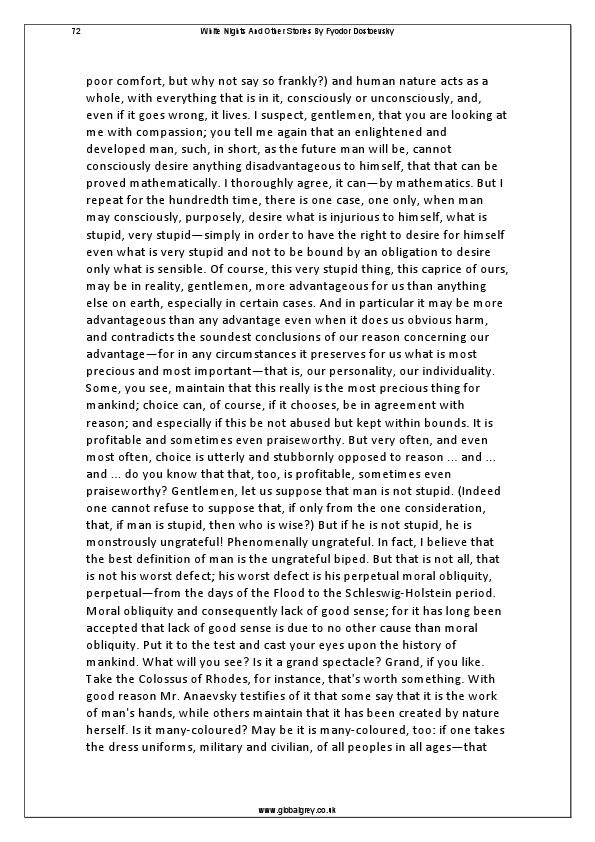 72
White Nights And Other Stories By Fyodor Dostoevsky
poor comfort, but why not say so frankly?) and human nature acts as a
whole, with everything that is in it, consciously or unconsciously, and,
even if it goes wrong, it lives. I suspect, gentlemen, that you are looking at
me with compassion; you tell me again that an enlightened and
developed man, such, in short, as the future man will be, cannot
consciously desire anything disadvantageous to himself, that that can be
proved mathematically. I thoroughly agree, it can—by mathematics. But I
repeat for the hundredth time, there is one case, one only, when man
may consciously, purposely, desire what is injurious to himself, what is
stupid, very stupid—simply in order to have the right to desire for himself
even what is very stupid and not to be bound by an obligation to desire
only what is sensible. Of course, this very stupid thing, this caprice of ours,
may be in reality, gentlemen, more advantageous for us than anything
else on earth, especially in certain cases. And in particular it may be more
advantageous than any advantage even when it does us obvious harm,
and contradicts the soundest conclusions of our reason concerning our
advantage—for in any circumstances it preserves for us what is most
precious and most important—that is, our personality, our individuality.
Some, you see, maintain that this really is the most precious thing for
mankind; choice can, of course, if it chooses, be in agreement with
reason; and especially if this be not abused but kept within bounds. It is
profitable and sometimes even praiseworthy. But very often, and even
most often, choice is utterly and stubbornly opposed to reason ... and ...
and ... do you know that that, too, is profitable, sometimes even
praiseworthy? Gentlemen, let us suppose that man is not stupid. (Indeed
one cannot refuse to suppose that, if only from the one consideration,
that, if man is stupid, then who is wise?) But if he is not stupid, he is
monstrously ungrateful! Phenomenally ungrateful. In fact, I believe that
the best definition of man is the ungrateful biped. But that is not all, that
is not his worst defect; his worst defect is his perpetual moral obliquity,
perpetual—from the days of the Flood to the Schleswig-Holstein period.
Moral obliquity and consequently lack of good sense; for it has long been
accepted that lack of good sense is due to no other cause than moral
obliquity. Put it to the test and cast your eyes upon the history of
mankind. What will you see? Is it a grand spectacle? Grand, if you like.
Take the Colossus of Rhodes, for instance, that's worth something. With
good reason Mr. Anaevsky testifies of it that some say that it is the work
of man's hands, while others maintain that it has been created by nature
herself. Is it many-coloured? May be it is many-coloured, too: if one takes
the dress uniforms, military and civilian, of all peoples in all ages—that
www.globalgrey.co.uk